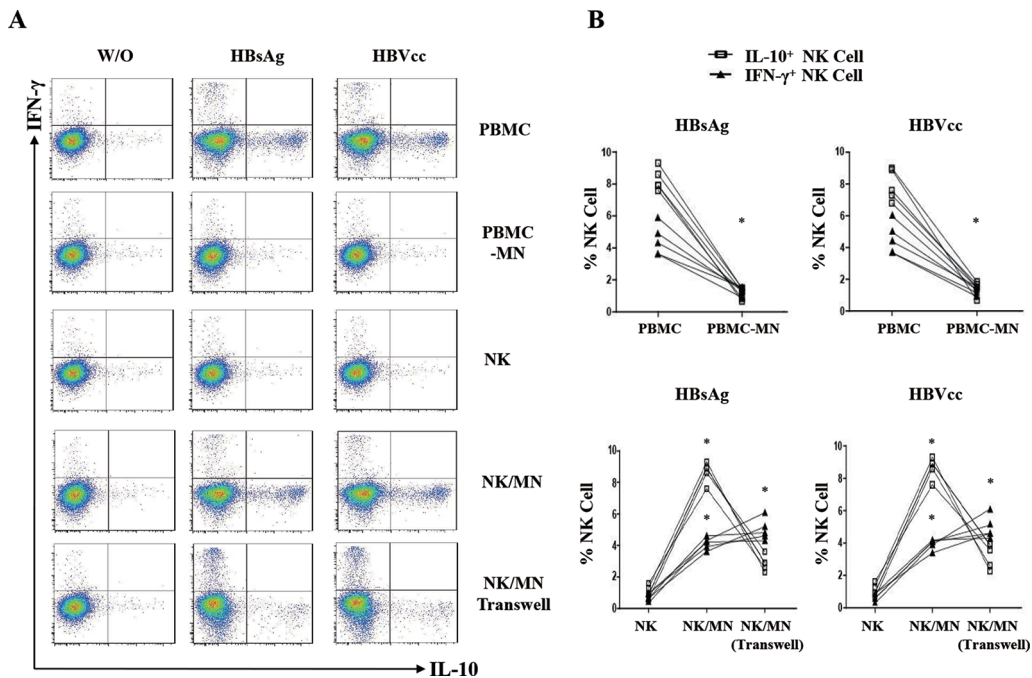 A
B
W/O
HBsAg
HBVcc
IFN-γ
PBMC
PBMC
-MN
NK
NK/MN
NK/MN
Transwell
IL-10
IL-10+ NK Cell
IFN-γ+ NK Cell
HBsAg
HBVcc
% NK Cell
10
8
6
4
2
0
*
PBMC
PBMC-MN
% NK Cell
10
8
6
4
2
0
*
PBMC
PBMC-MN
HBsAg
HBVcc
% NK Cell
10
8
6
4
2
0
*
*
*
NK
NK/MN
NK/MN
(Transwell)
% NK Cell
10
8
6
4
2
0
*
*
*
NK
NK/MN
NK/MN
(Transwell)